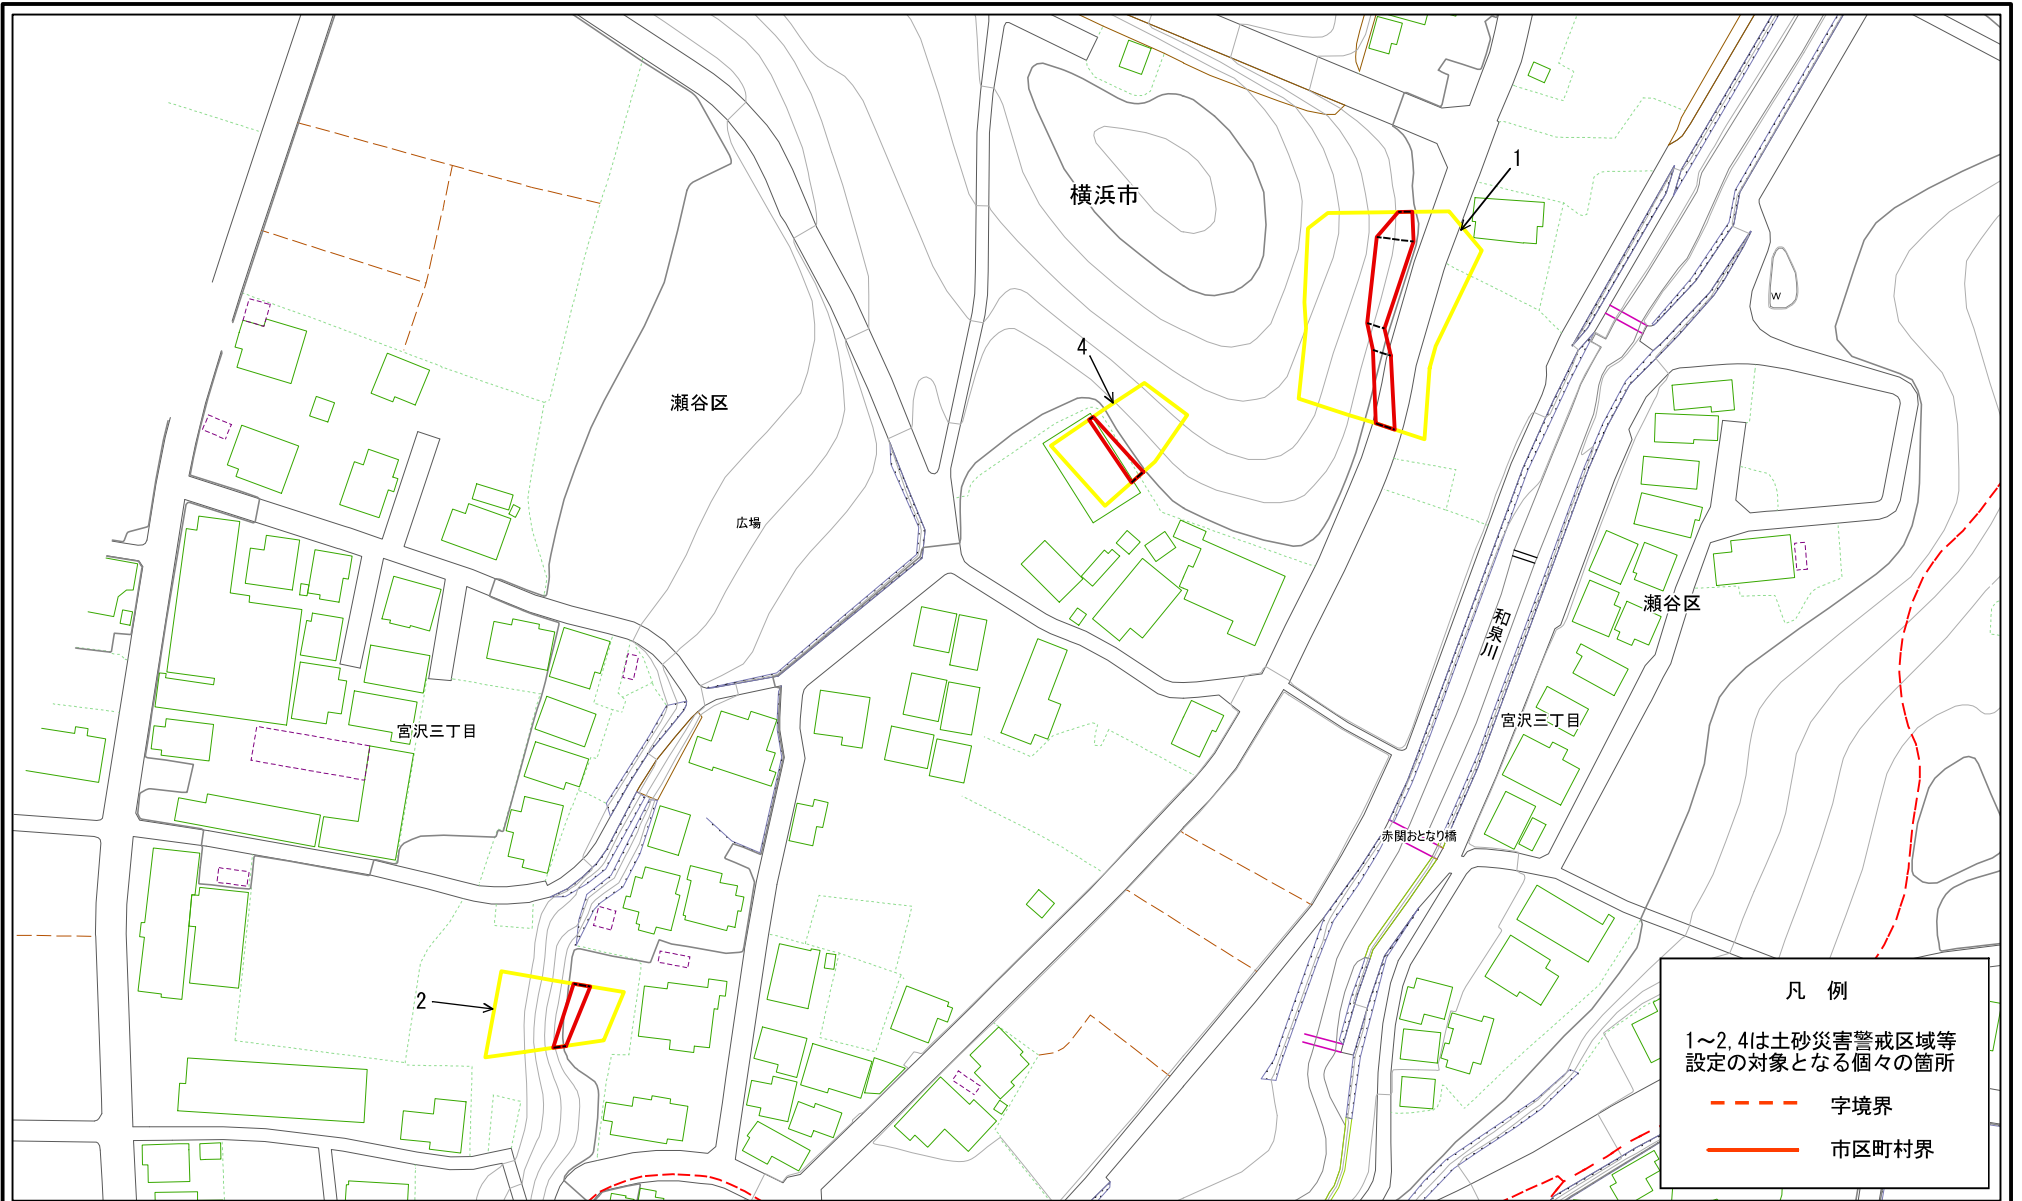 1
横浜市
4
瀬谷区
W
広場
瀬谷区
和泉川
宮沢三丁目
宮沢三丁目
赤関おとなり橋
2
凡 例
1～2,4は土砂災害警戒区域等
設定の対象となる個々の箇所
字境界
市区町村界